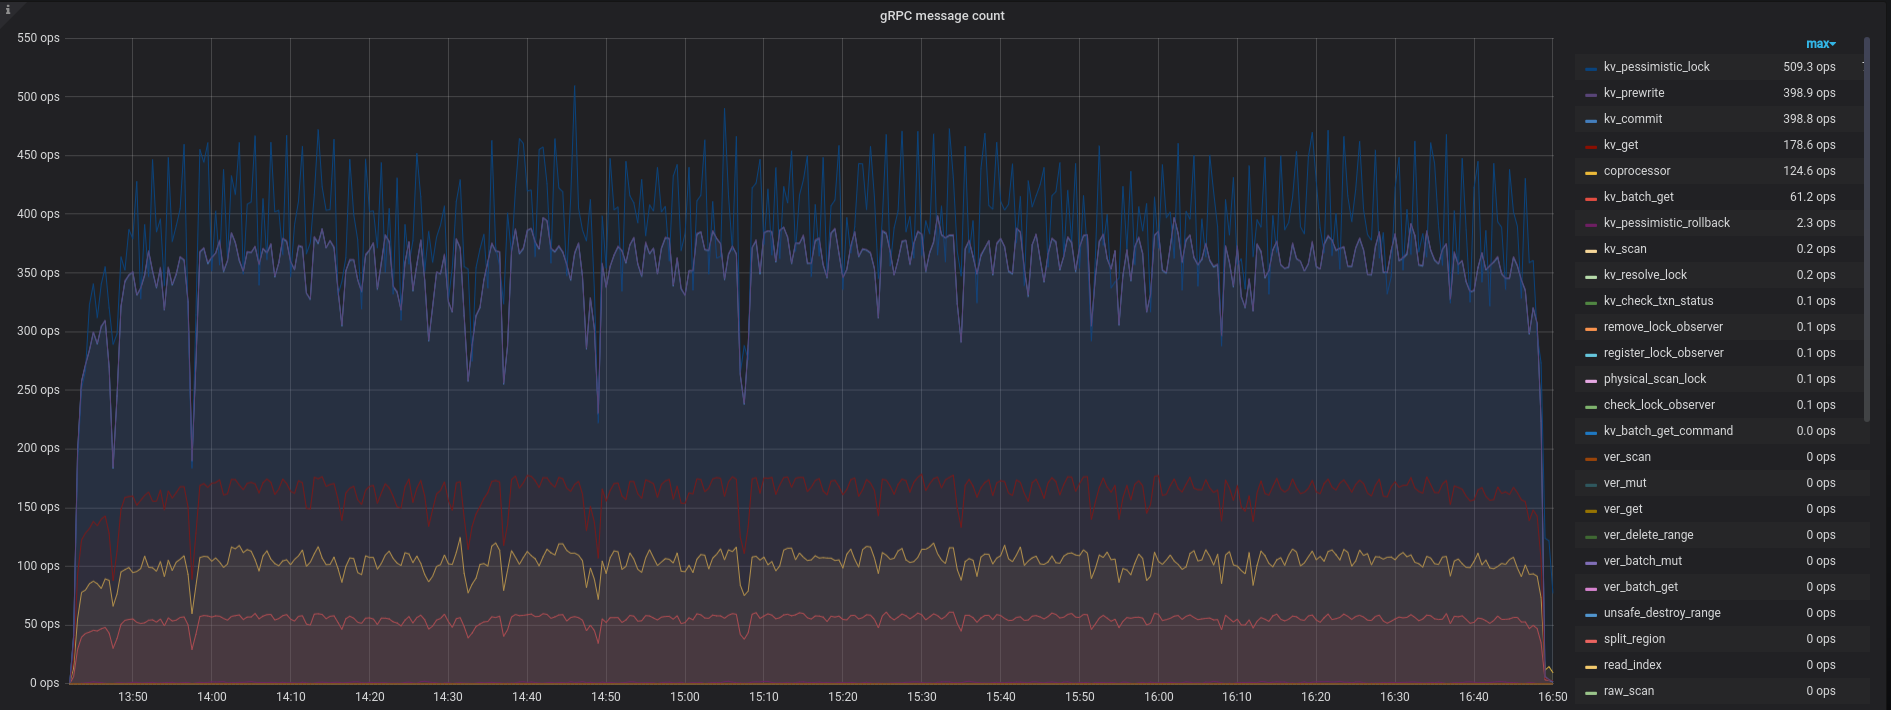 i
gRPC message count
550 ops
500 ops
450 ops
400 ops
350 ops
300 ops
250 ops
200 ops
150 ops
100 ops
50 ops
0 ops
13:50 14:00 14:10 14:20 14:30 14:40 14:50 15:00 15:10 15:20 15:30 15:40 15:50 16:00 16:10 16:20 16:30 16:40 16:50
max
kv_pessimistic_lock 509.3 ops
kv_prewrite 398.9 ops
kv_commit 398.8 ops
kv_get 178.6 ops
coprocessor 124.6 ops
kv_batch_get 61.2 ops
kv_pessimistic_rollback 2.3 ops
kv_scan 0.2 ops
kv_resolve_lock 0.2 ops
kv_check_txn_status 0.1 ops
remove_lock_observer 0.1 ops
register_lock_observer 0.1 ops
physical_scan_lock 0.1 ops
check_lock_observer 0.1 ops
kv_batch_get_command 0.0 ops
ver_scan 0 ops
ver_mut 0 ops
ver_get 0 ops
ver_delete_range 0 ops
ver_batch_mut 0 ops
ver_batch_get 0 ops
unsafe_destroy_range 0 ops
split_region 0 ops
read_index 0 ops
raw_scan 0 ops